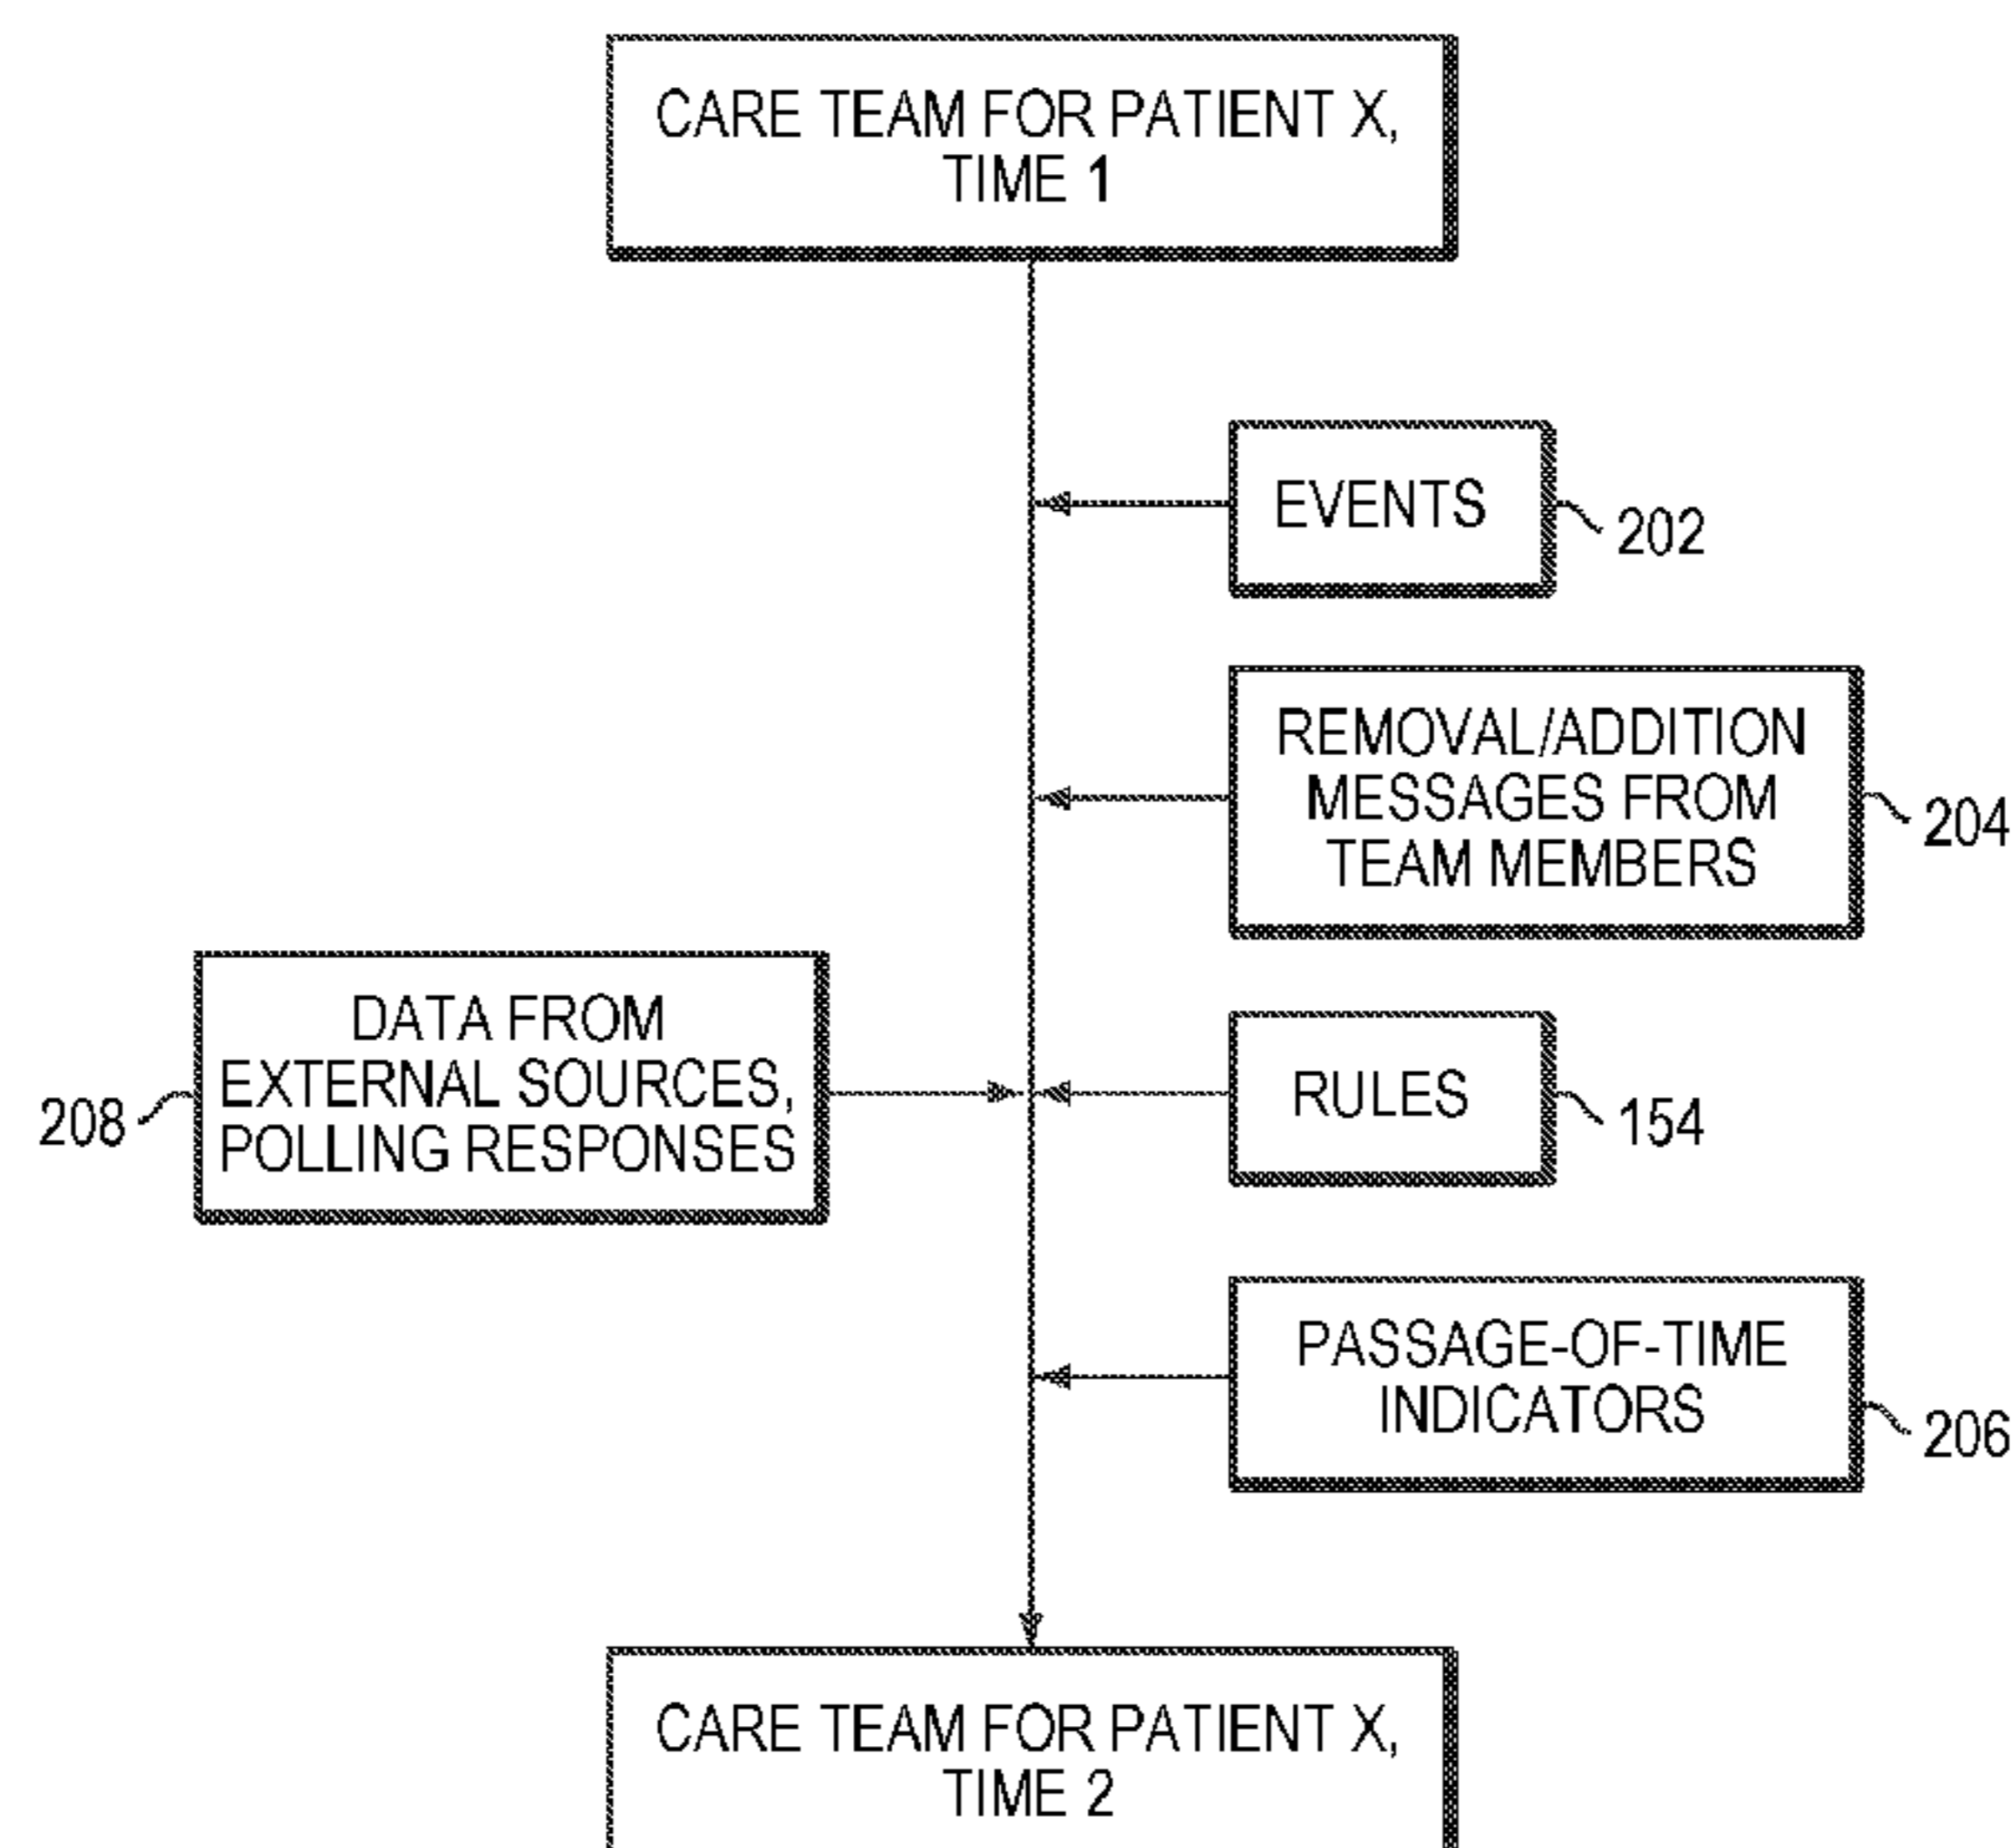 CARE TEAM FOR PATIENT X,
TIME 1
EVENTS
202
REMOVAL/ADDITION
MESSAGES FROM
TEAM MEMBERS
204
DATA FROM
EXTERNAL SOURCES,
POLLING RESPONSES
208
RULES
154
PASSAGE-OF-TIME
INDICATORS
206
CARE TEAM FOR PATIENT X,
TIME 2